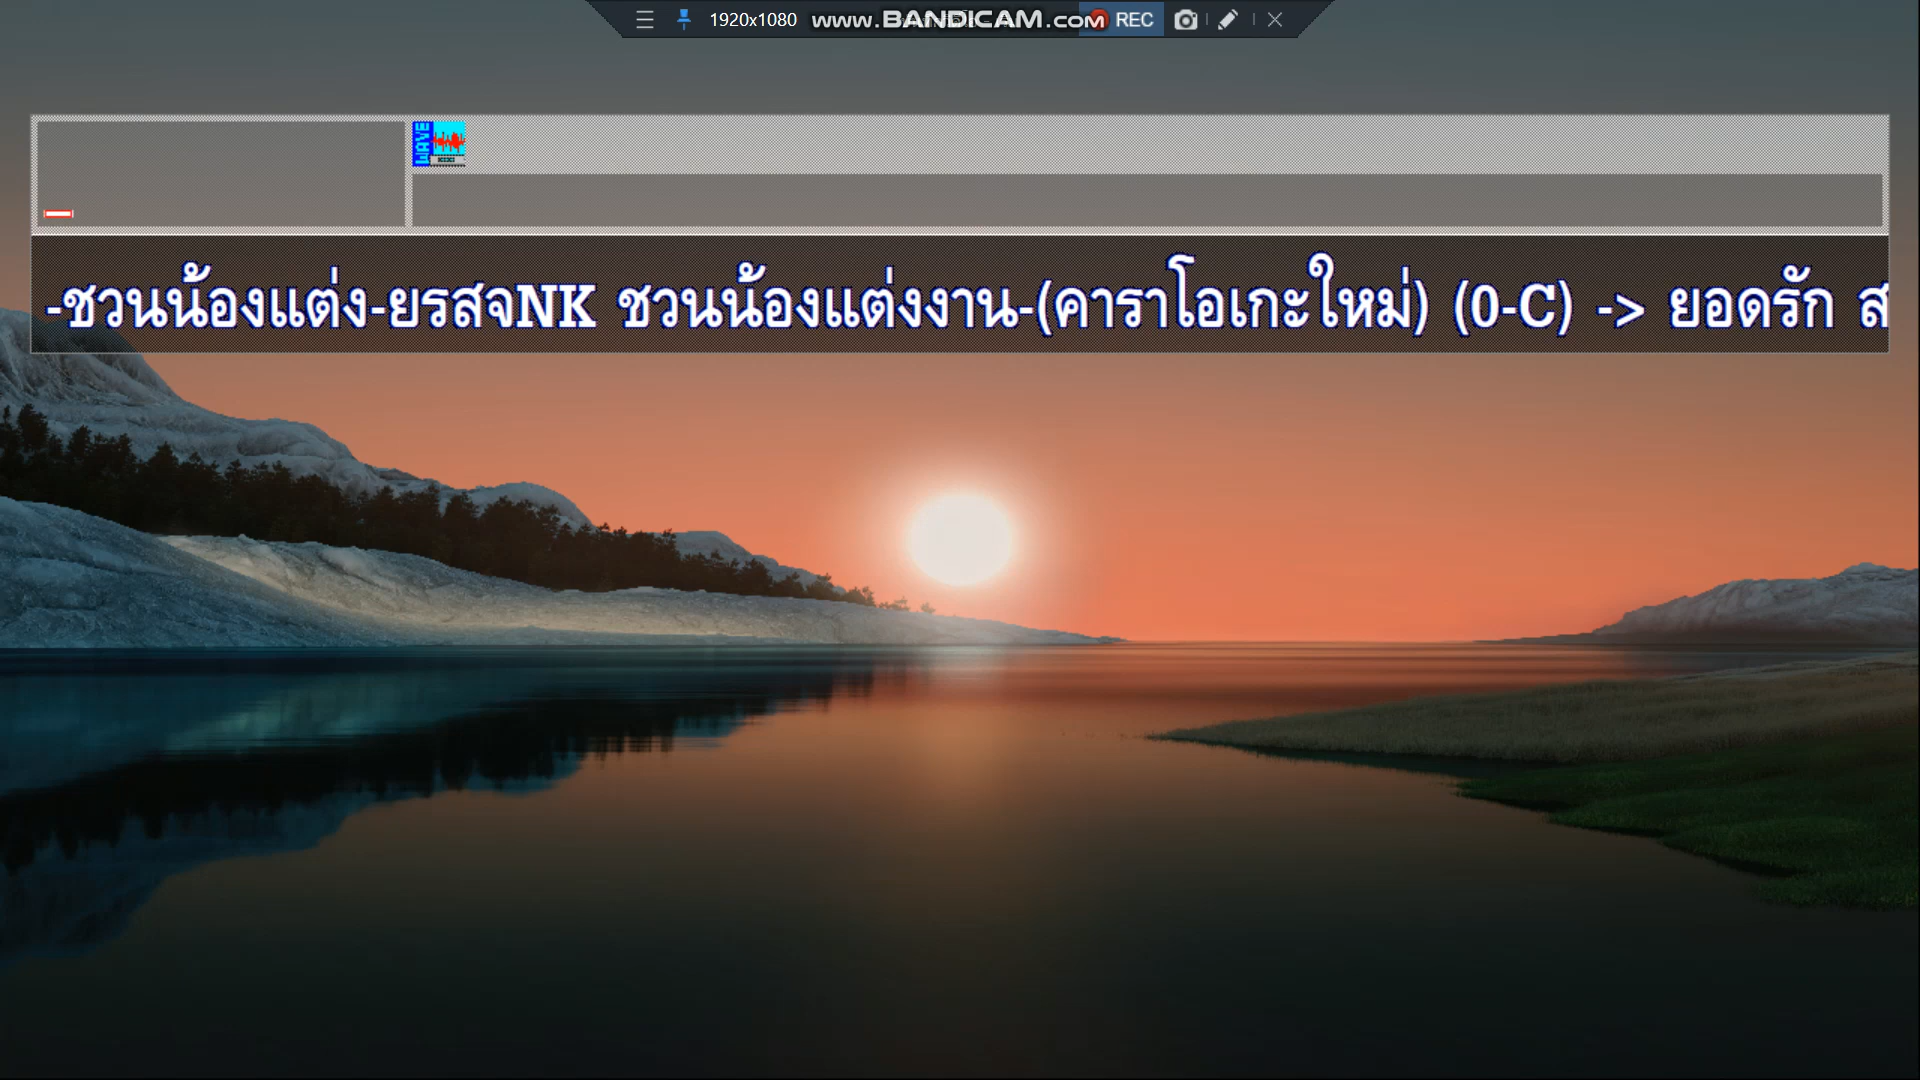 1920x1080 www.BANDICAM.com REC
WAVE
-ชวนน้องแต่ง-ยรสจNK ชวนน้องแต่งงาน-(คาราโอเกะใหม่) (0-C) -> ยอดรัก ส